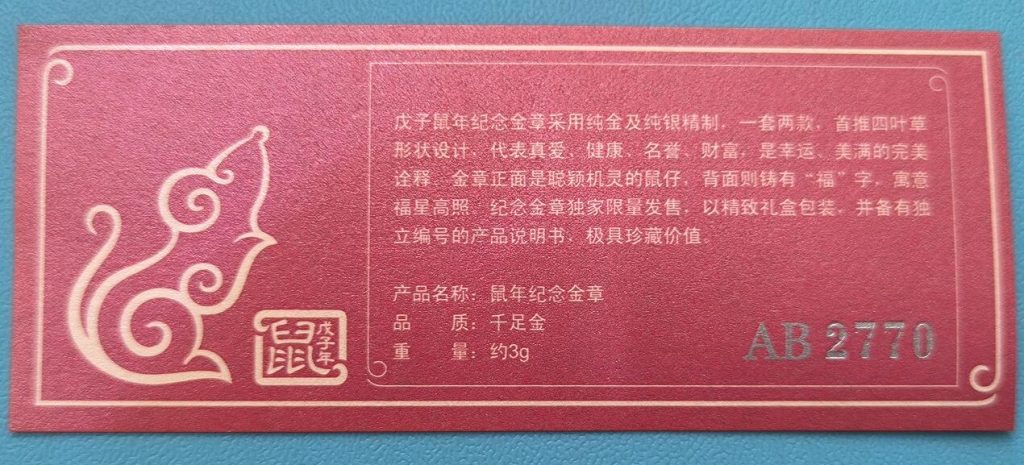 戊子鼠年纪念金章采用纯金及纯银精制，一套两款，首推四叶草
形状设计、代表真爱、健康、名誉、财富，是幸运、美满的完美
诠释。金章正面是聪颖机灵的鼠仔，背面则铸有“福”字，寓意
福星高照。纪念金章独家限量发售，以精致礼盒包装，并备有独
立编号的产品说明书，极具珍藏价值。
产品名称：鼠年纪念金章
品　　质：千足金
重　　量：约3g
AB 2770
鼠 戊子年